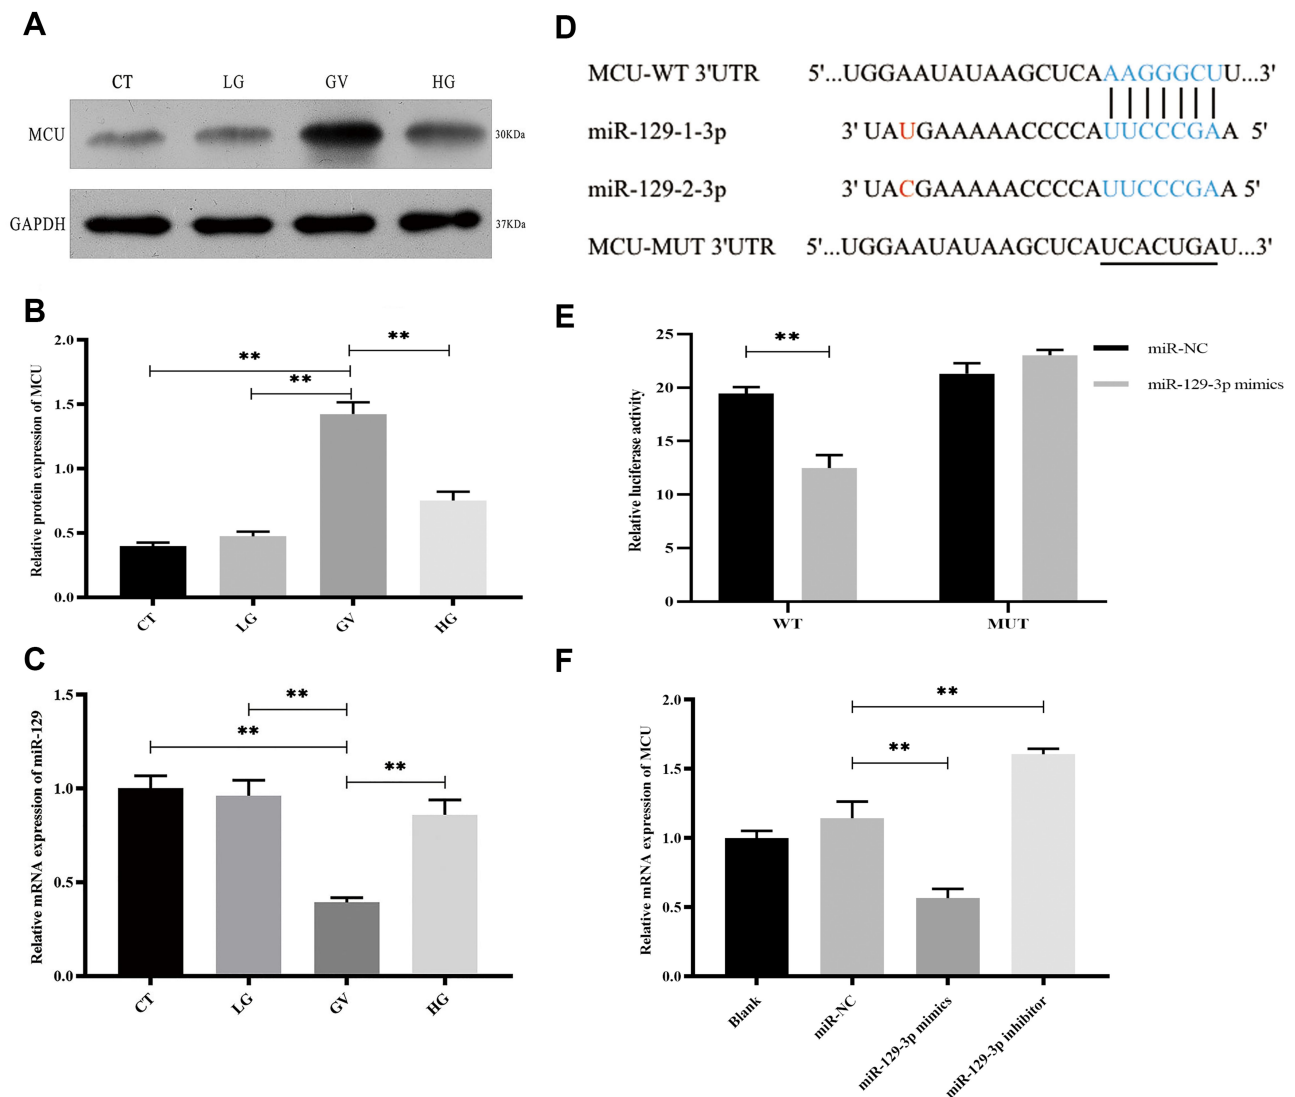 A
CT LG GV HG
MCU 30KDa
GAPDH 37KDa
B
Relative protein expression of MCU
2.0
1.5
1.0
0.5
0.0
** ** **
CT LG GV HG
C
Relative mRNA expression of miR-129
1.5
1.0
0.5
0.0
** ** **
CT LG GV HG
D
MCU-WT 3'UTR 5'...UGGAAUAUAAGCUCAAAGGGCUU...3'
miR-129-1-3p 3' UAUGAAAAACCCCAUUCCCGAA 5'
miR-129-2-3p 3' UACGAAAAACCCCAUUCCCGAA 5'
MCU-MUT 3'UTR 5'...UGGAAUAUAAGCUCAUCACUGAU...3'
E
Relative luciferase activity
25
20
15
10
5
0
**
WT MUT
miR-NC
miR-129-3p mimics
F
Relative mRNA expression of MCU
2.0
1.5
1.0
0.5
0.0
** **
Blank miR-NC miR-129-3p mimics miR-129-3p inhibitor